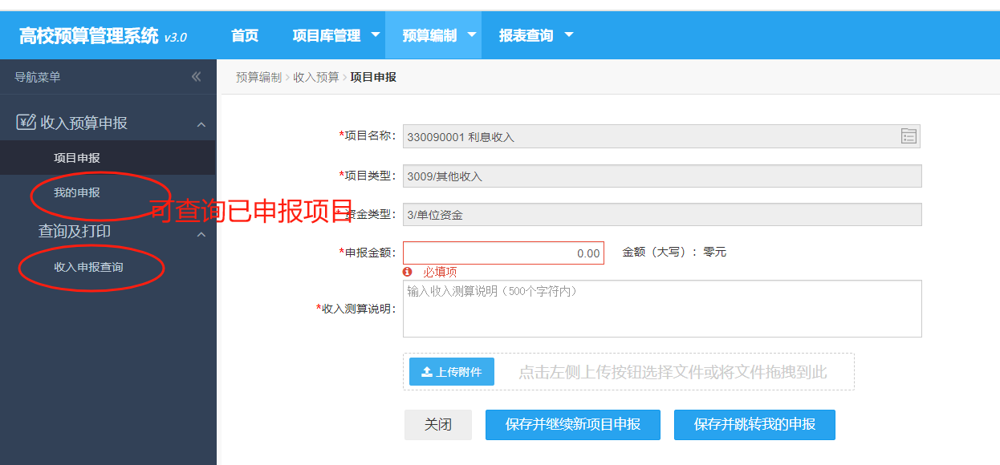 高校预算管理系统 v3.0
首页
项目库管理
预算编制
报表查询
导航菜单
预算编制 > 收入预算 > 项目申报
收入预算申报
项目申报
我的申报
查询及打印
收入申报查询
可查询已申报项目
*项目名称：
330090001 利息收入
*项目类型：
3009/其他收入
*资金类型：
3/单位资金
*申报金额：
0.00
金额（大写）：零元
必填项
*收入测算说明：
输入收入测算说明（500个字符内）
上传附件
点击左侧上传按钮选择文件或将文件拖拽到此
关闭
保存并继续新项目申报
保存并跳转我的申报